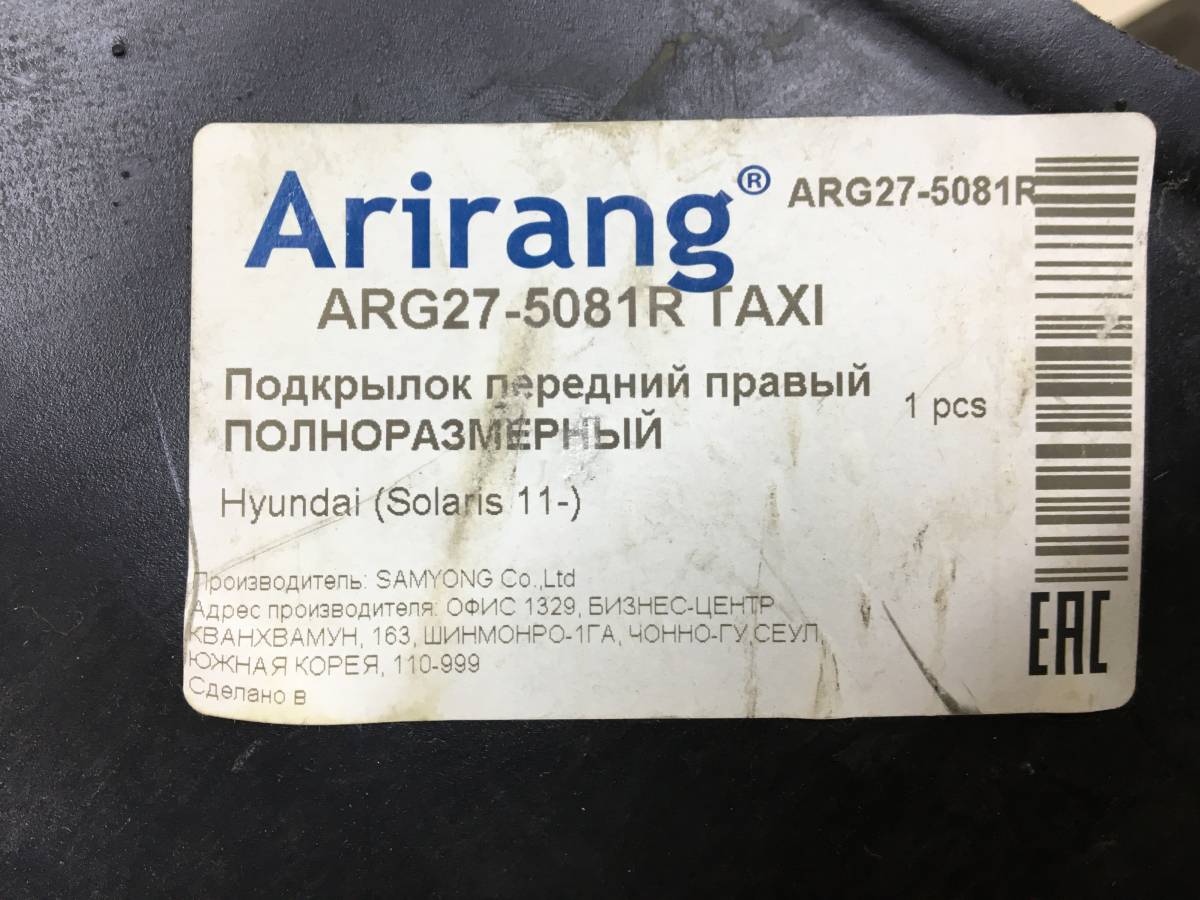 Arirang®
ARG27-5081R
ARG27-5081R TAXI
Подкрылок передний правый
ПОЛНОРАЗМЕРНЫЙ
1 pcs
Hyundai (Solaris 11-)
Производитель: SAMYONG Co.,Ltd
Адрес производителя: ОФИС 1329, БИЗНЕС-ЦЕНТР
КВАНХВАМУН, 163, ШИНМОНРО-1ГА, ЧОННО-ГУ,СЕУЛ,
ЮЖНАЯ КОРЕЯ, 110-999
Сделано в
EAC